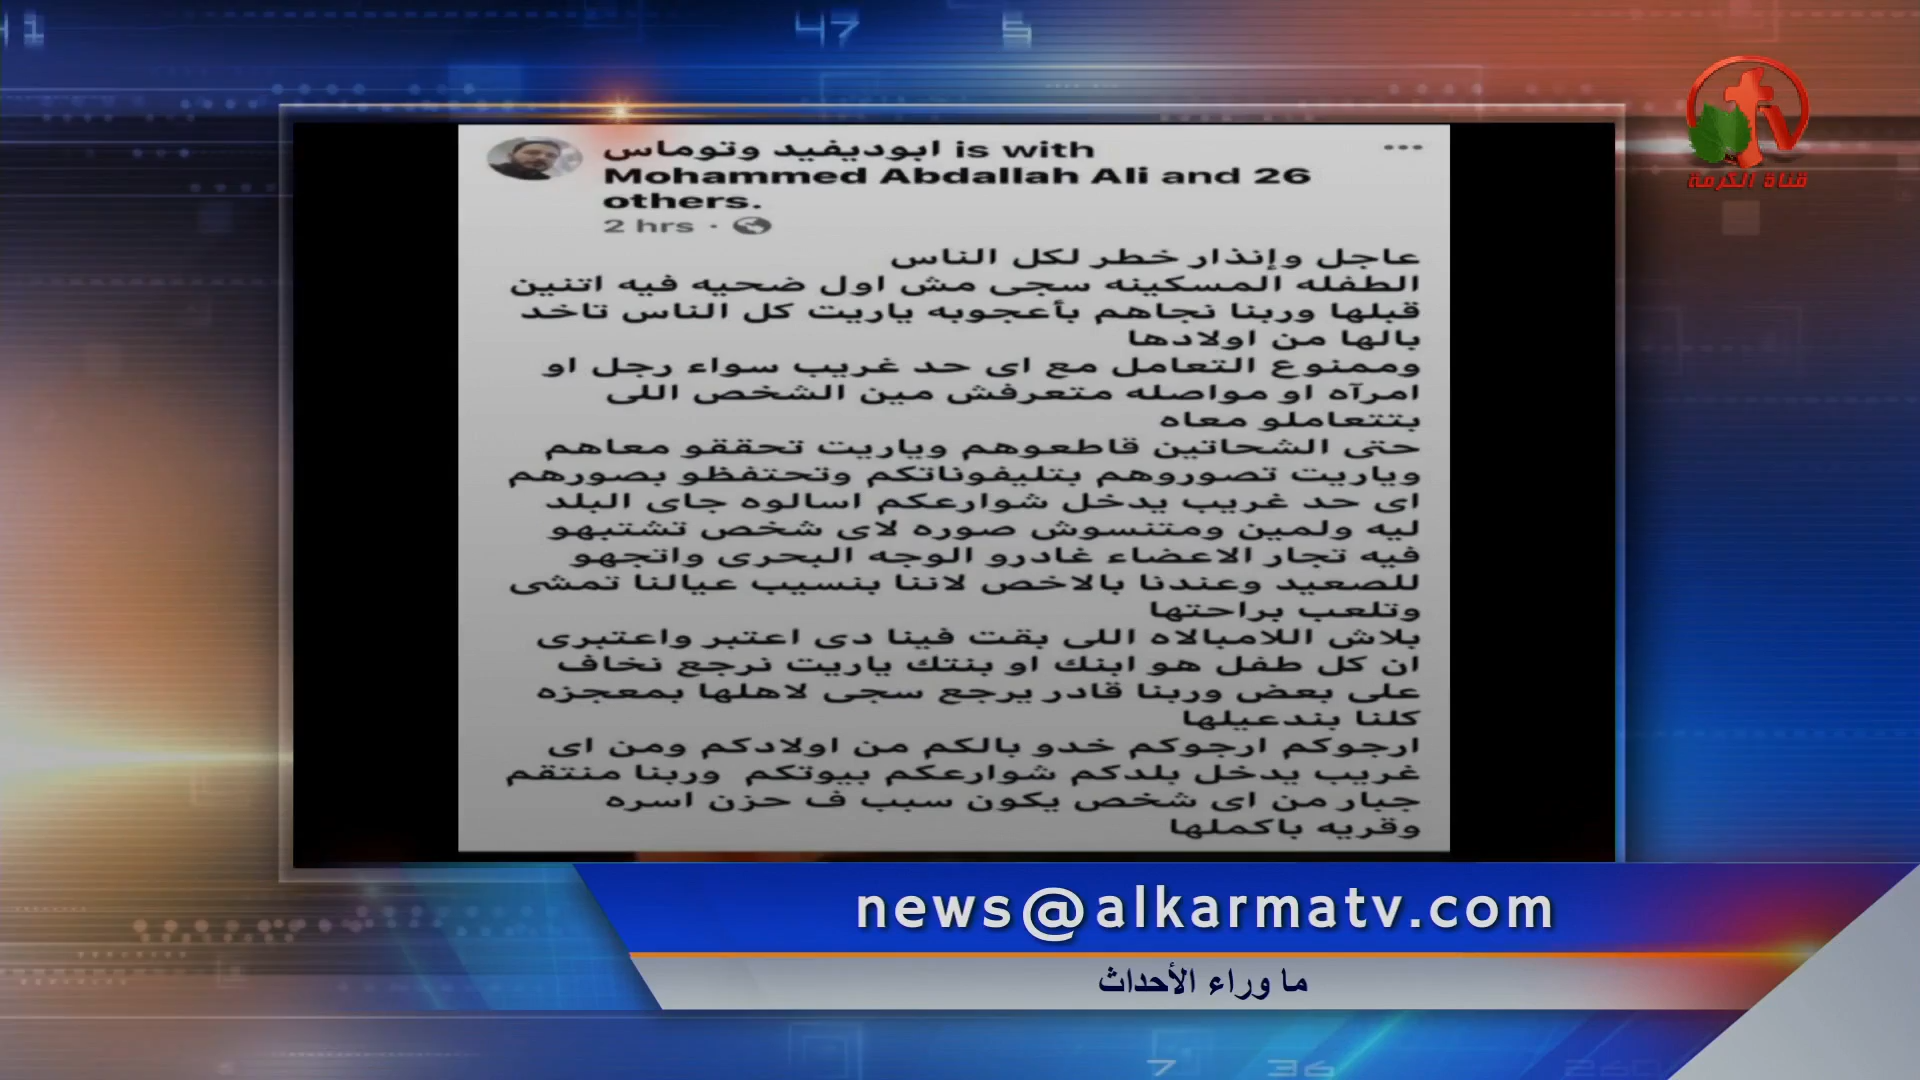 11
47
5
قناة الكرمة
ابوديفيد وتوماس is with
Mohammed Abdallah Ali and 26
others.
2 hrs ·
عاجل وإنذار خطر لكل الناس
الطفله المسكينه سجى مش اول ضحيه فيه اتنين
قبلها وربنا نجاهم بأعجوبه ياريت كل الناس تاخد
بالها من اولادها
وممنوع التعامل مع اى حد غريب سواء رجل او
امرآه او مواصله متعرفش مين الشخص اللى
بتتعاملو معاه
حتى الشحاتين قاطعوهم وياريت تحققو معاهم
وياريت تصوروهم بتليفوناتكم وتحتفظو بصورهم
اى حد غريب يدخل شوارعكم اسالوه جاى البلد
ليه ولمين ومتنسوش صوره لاى شخص تشتبهو
فيه تجار الاعضاء غادرو الوجه البحرى واتجهو
للصعيد وعندنا بالاخص لاننا بنسيب عيالنا تمشى
وتلعب براحتها
بلاش اللامبالاه اللى بقت فينا دى اعتبر واعتبرى
ان كل طفل هو ابنك او بنتك ياريت نرجع نخاف
على بعض وربنا قادر يرجع سجى لاهلها بمعجزه
كلنا بندعيلها
ارجوكم ارجوكم خدو بالكم من اولادكم ومن اى
غريب يدخل بلدكم شوارعكم بيوتكم وربنا منتقم
جبار من اى شخص يكون سبب ف حزن اسره
وقريه باكملها
news@alkarmatv.com
ما وراء الأحداث
7
36
260